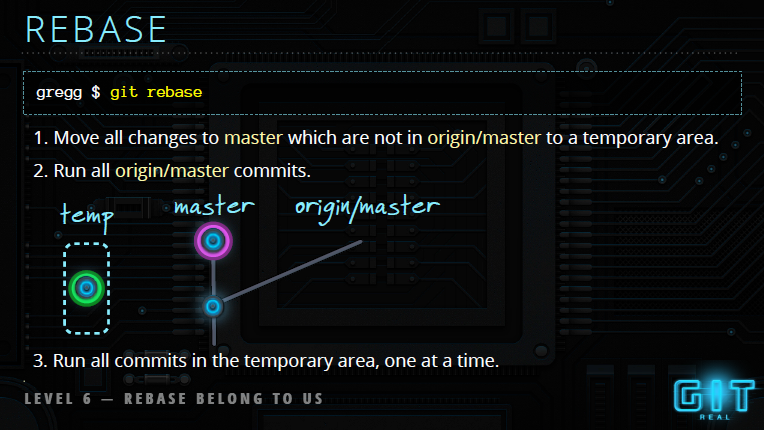 REBASE
gregg $ git rebase
1. Move all changes to master which are not in origin/master to a temporary area.
2. Run all origin/master commits.
temp master origin/master
3. Run all commits in the temporary area, one at a time.
LEVEL 6 — REBASE BELONG TO US
GIT
REAL